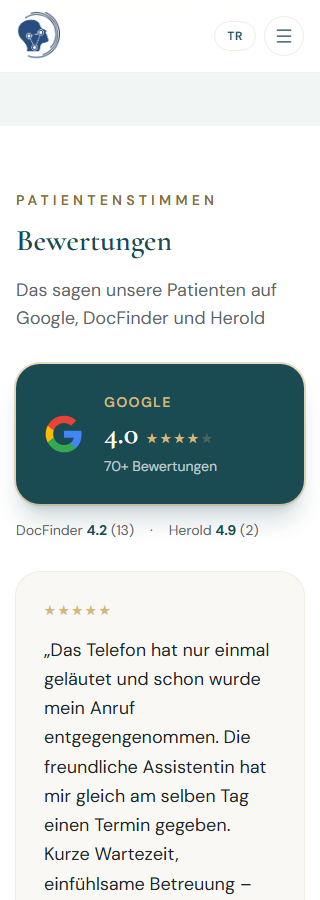 TR
PATIENTENSTIMMEN
Bewertungen
Das sagen unsere Patienten auf
Google, DocFinder und Herold
GOOGLE
4.0 ★★★★★
70+ Bewertungen
DocFinder 4.2 (13) · Herold 4.9 (2)
★★★★★
„Das Telefon hat nur einmal
geläutet und schon wurde
mein Anruf
entgegengenommen. Die
freundliche Assistentin hat
mir gleich am selben Tag
einen Termin gegeben.
Kurze Wartezeit,
einfühlsame Betreuung –